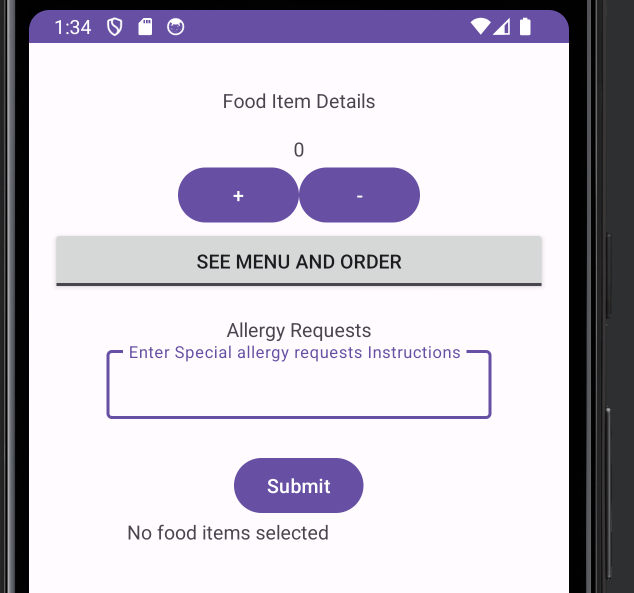 1:34
Food Item Details
0
+ -
SEE MENU AND ORDER
Allergy Requests
Enter Special allergy requests Instructions
Submit
No food items selected